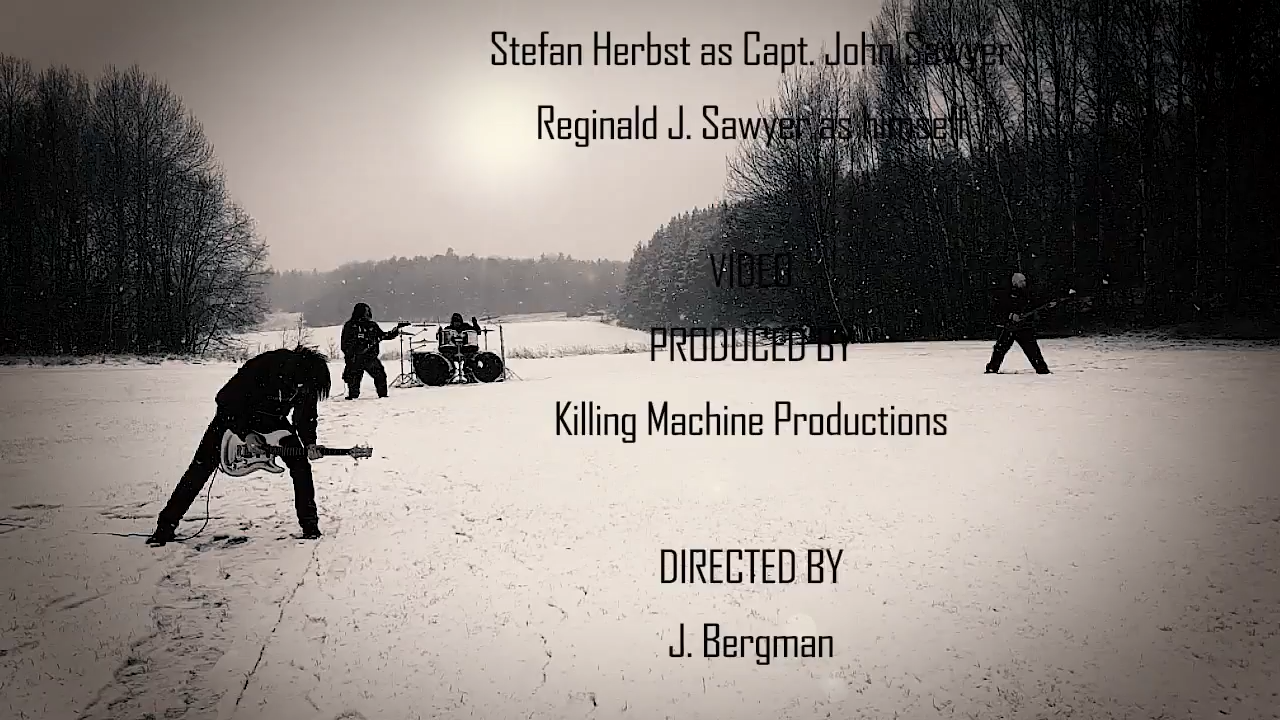 Stefan Herbst as Capt. John Sawyer
Reginald J. Sawyer as himself
VIDEO
PRODUCED BY
Killing Machine Productions
DIRECTED BY
J. Bergman